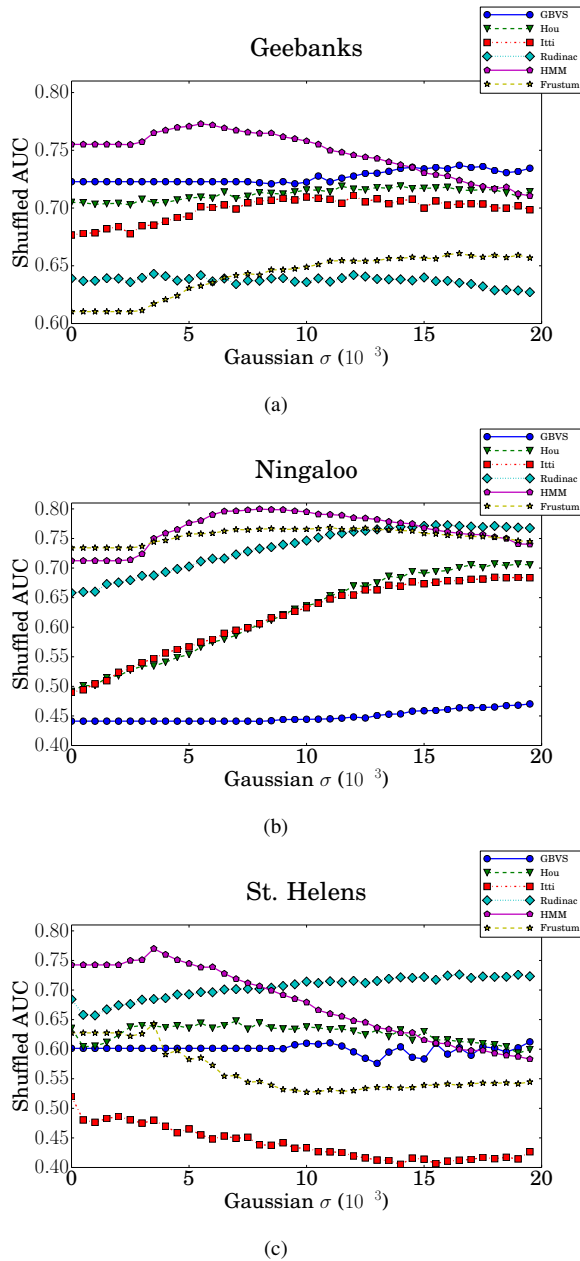 Geebanks
GBVS
Hou
Itti
Rudinac
HMM
Frustum
0.80
0.75
0.70
0.65
0.60
Shuffled AUC
0 5 10 15 20
Gaussian σ (10 3)
(a)
Ningaloo
GBVS
Hou
Itti
Rudinac
HMM
Frustum
0.80
0.75
0.70
0.65
0.60
0.55
0.50
0.45
0.40
Shuffled AUC
0 5 10 15 20
Gaussian σ (10 3)
(b)
St. Helens
GBVS
Hou
Itti
Rudinac
HMM
Frustum
0.80
0.75
0.70
0.65
0.60
0.55
0.50
0.45
0.40
Shuffled AUC
0 5 10 15 20
Gaussian σ (10 3)
(c)